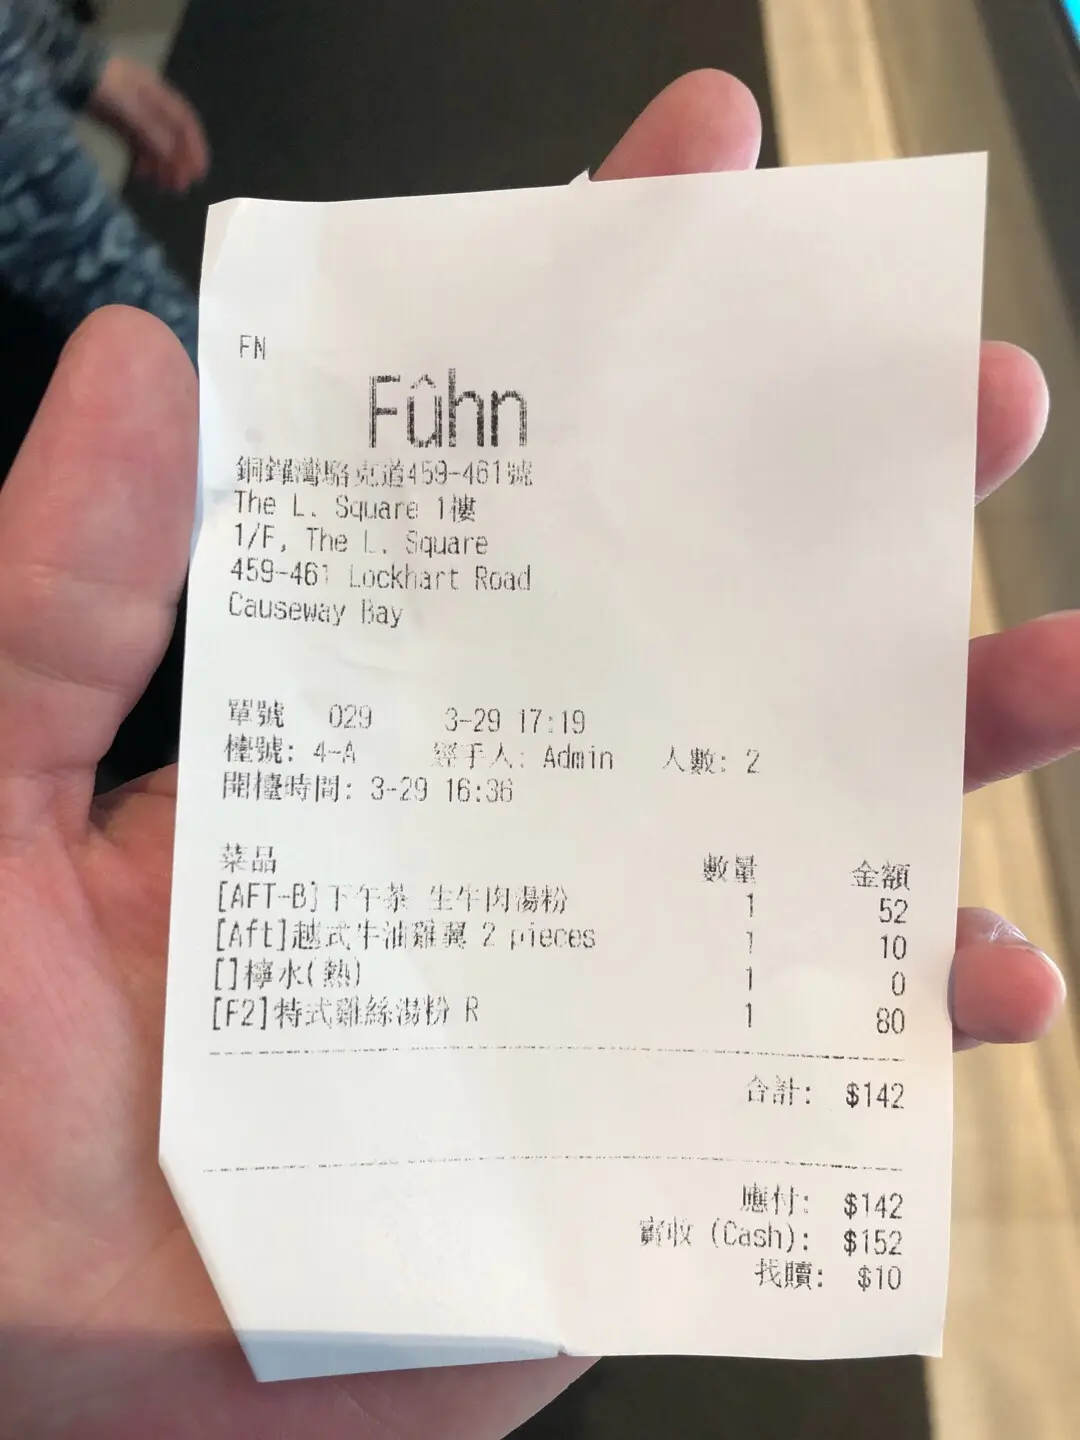 FN
Fûhn
銅鑼灣駱克道459-461號
The L. Square 1樓
1/F, The L. Square
459-461 Lockhart Road
Causeway Bay
單號 029 3-29 17:19
檯號: 4-A 經手人: Admin 人數: 2
開檯時間: 3-29 16:36
菜品 數量 金額
[AFT-B]下午茶 生牛肉湯粉 1 52
[Aft]越式牛油雞翼 2 pieces 1 10
[]檸水(熱) 1 0
[F2]特式雞絲湯粉 R 1 80
合計: $142
應付: $142
實收 (Cash): $152
找贖: $10